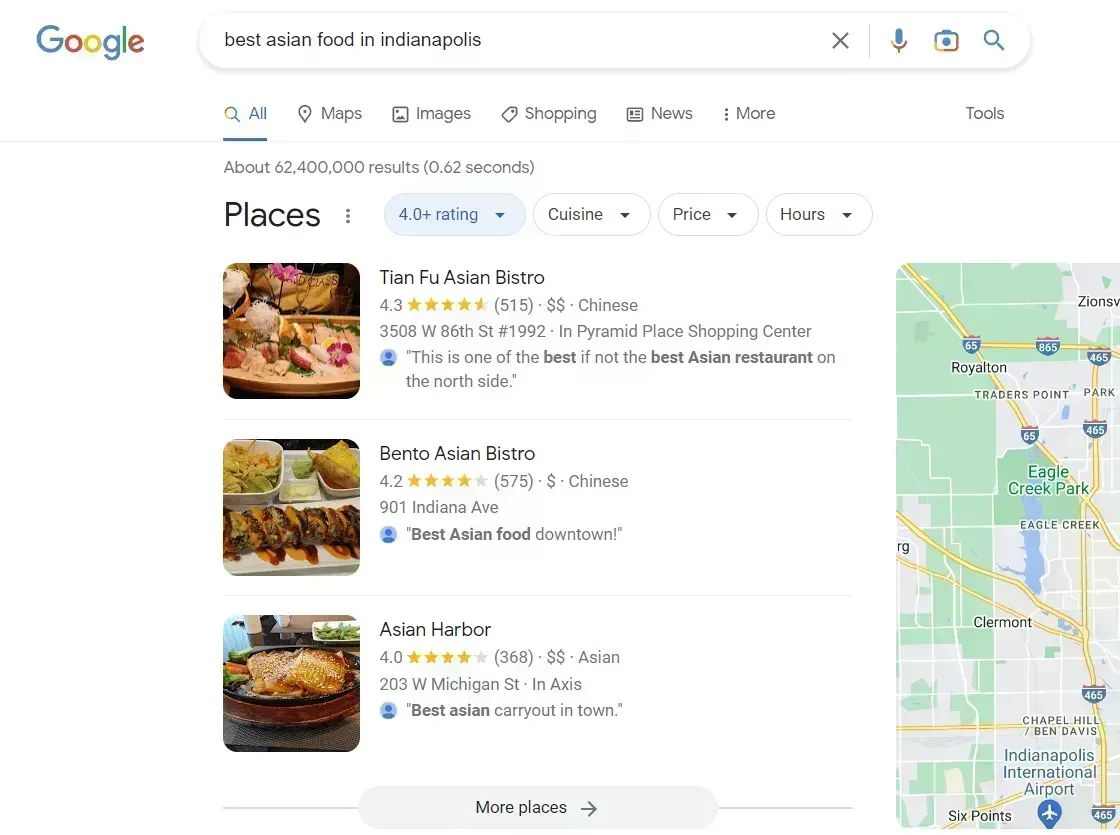 Google
best asian food in indianapolis
All
Maps
Images
Shopping
News
More
Tools
About 62,400,000 results (0.62 seconds)
Places
4.0+ rating
Cuisine
Price
Hours
Tian Fu Asian Bistro
4.3 (515) · $$ · Chinese
3508 W 86th St #1992 · In Pyramid Place Shopping Center
"This is one of the best if not the best Asian restaurant on
the north side."
Bento Asian Bistro
4.2 (575) · $ · Chinese
901 Indiana Ave
"Best Asian food downtown!"
Asian Harbor
4.0 (368) · $$ · Asian
203 W Michigan St · In Axis
"Best asian carryout in town."
More places
Zionsv
65
865
465
Royalton
TRADERS POINT
PARK
65
465
Eagle
Creek Park
EAGLE CREEK
rg
Clermont
465
CHAPEL HILL
/ BEN DAVIS
Indianapolis
International
Airport
Six Points
465